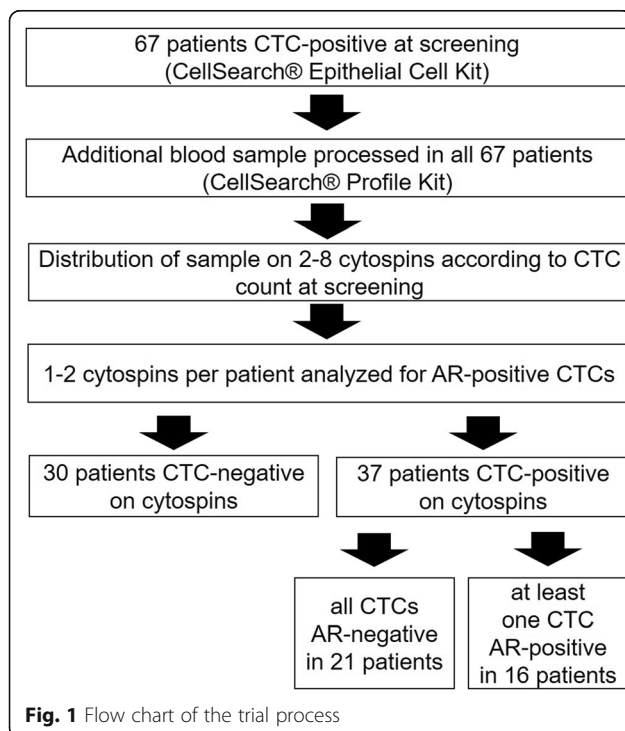 67 patients CTC-positive at screening
(CellSearch® Epithelial Cell Kit)
Additional blood sample processed in all 67 patients
(CellSearch® Profile Kit)
Distribution of sample on 2-8 cytospins according to CTC
count at screening
1-2 cytospins per patient analyzed for AR-positive CTCs
30 patients CTC-negative
on cytospins
37 patients CTC-positive
on cytospins
all CTCs
AR-negative
in 21 patients
at least
one CTC
AR-positive
in 16 patients
Fig. 1 Flow chart of the trial process